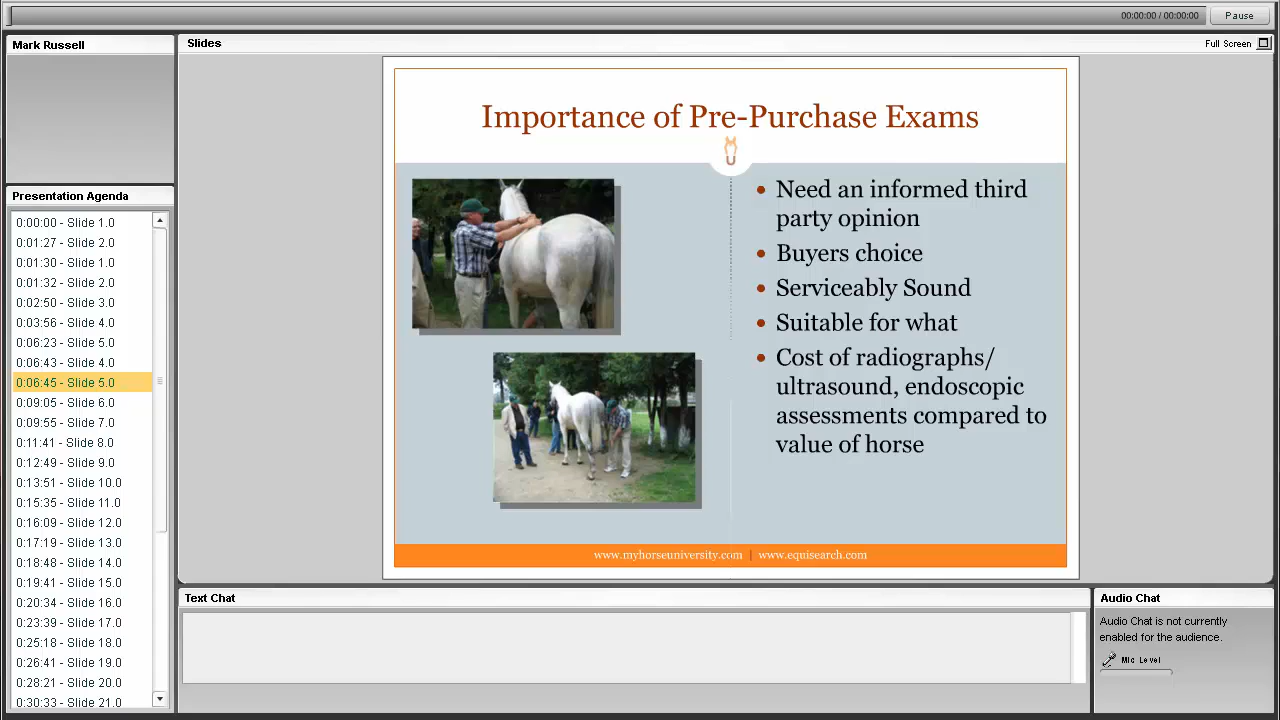 00:00:00 / 00:00:00
Pause
Mark Russell
Slides
Full Screen
Importance of Pre-Purchase Exams
• Need an informed third
party opinion
• Buyers choice
• Serviceably Sound
• Suitable for what
• Cost of radiographs/
ultrasound, endoscopic
assessments compared to
value of horse
www.myhorseuniversity.com | www.equisearch.com
Presentation Agenda
0:00:00 - Slide 1.0
0:01:27 - Slide 2.0
0:01:30 - Slide 1.0
0:01:32 - Slide 2.0
0:02:50 - Slide 3.0
0:03:56 - Slide 4.0
0:06:23 - Slide 5.0
0:06:43 - Slide 4.0
0:06:45 - Slide 5.0
0:09:05 - Slide 6.0
0:09:55 - Slide 7.0
0:11:41 - Slide 8.0
0:12:49 - Slide 9.0
0:13:51 - Slide 10.0
0:15:35 - Slide 11.0
0:16:09 - Slide 12.0
0:17:19 - Slide 13.0
0:18:48 - Slide 14.0
0:19:41 - Slide 15.0
0:20:34 - Slide 16.0
0:23:39 - Slide 17.0
0:25:18 - Slide 18.0
0:26:41 - Slide 19.0
0:28:21 - Slide 20.0
0:30:33 - Slide 21.0
Text Chat
Audio Chat
Audio Chat is not currently
enabled for the audience.
Mic Level